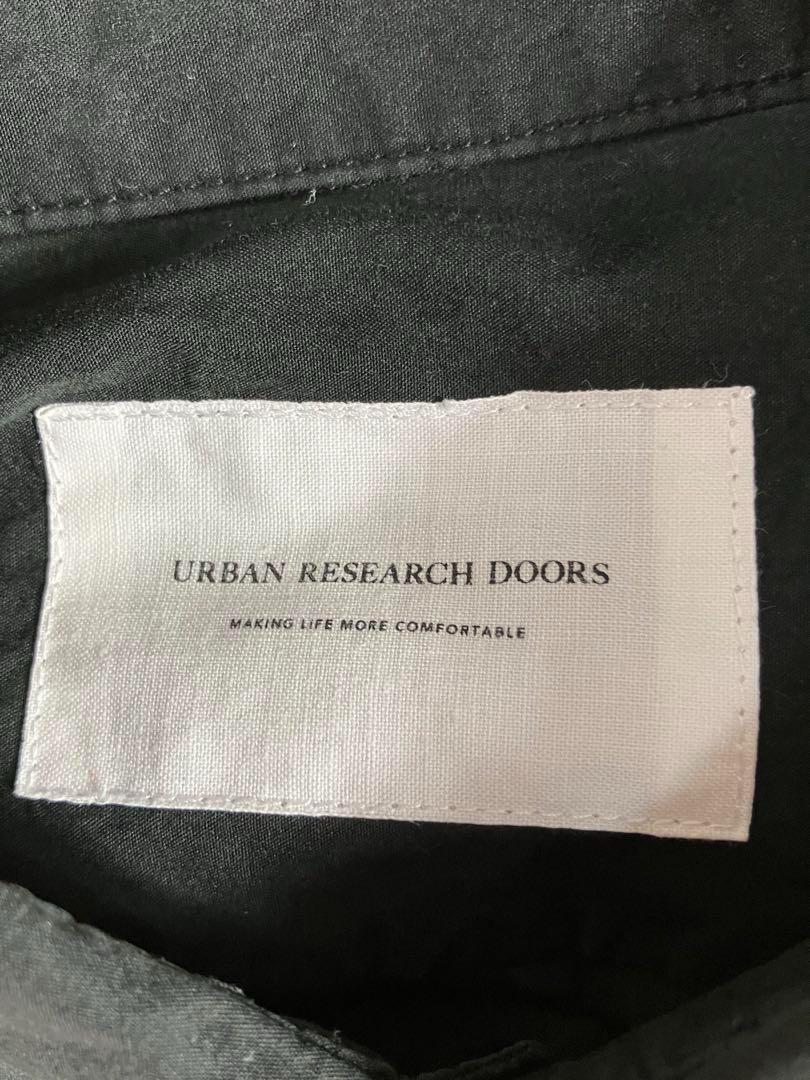 URBAN RESEARCH DOORS
MAKING LIFE MORE COMFORTABLE